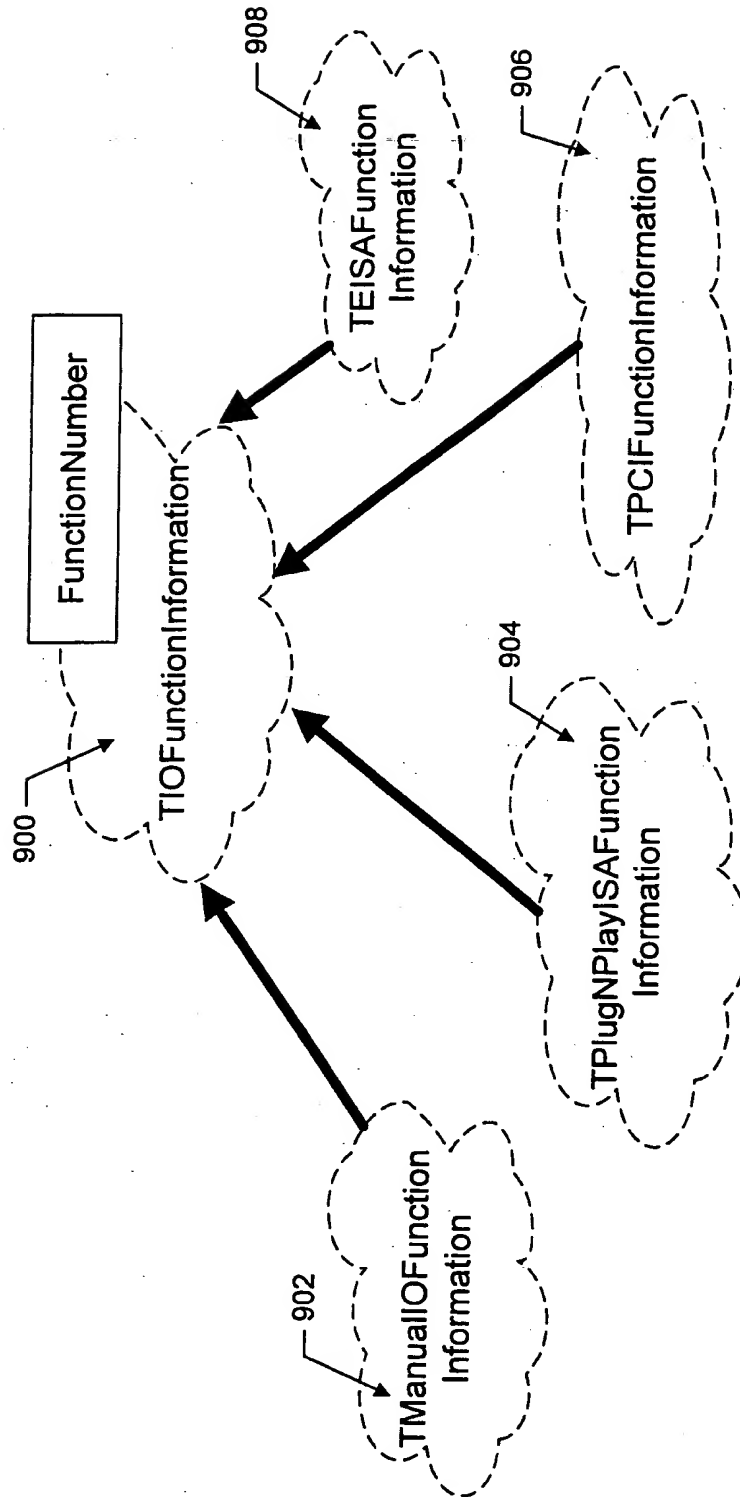 FunctionNumber
900
TIOFunctionInformation
908
TEISAFunction
Information
902
TManualIOFunction
Information
904
TPlugNPlayISAFunction
Information
906
TPCIFunctionInformation